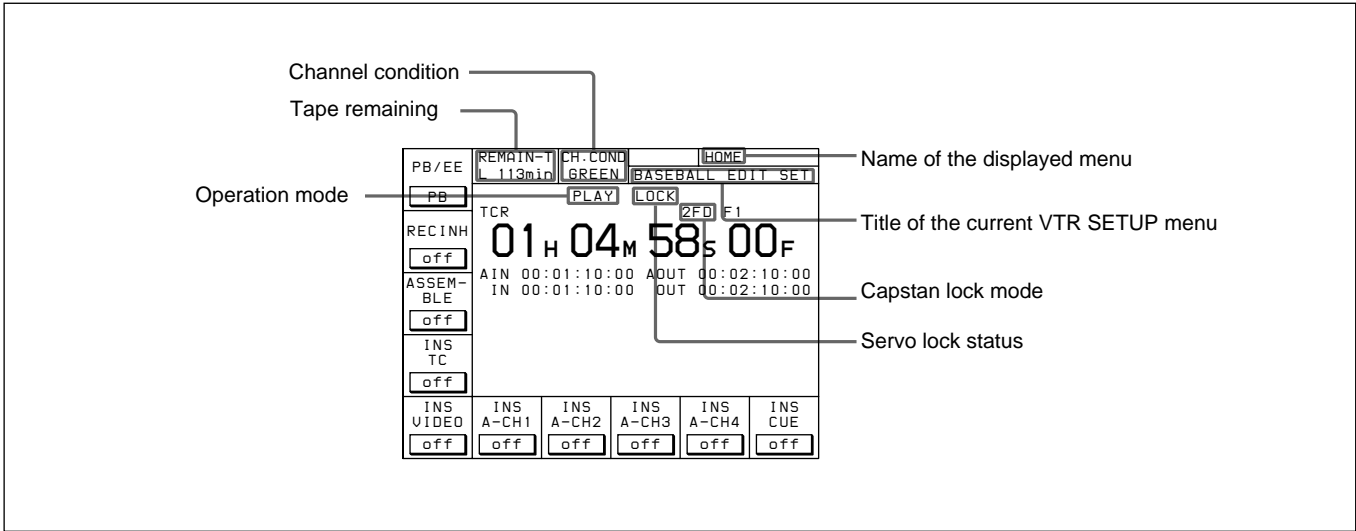 Channel condition
Tape remaining
Operation mode
PB/EE
PB
REMAIN-T
L 113min
CH.COND
GREEN
HOME
BASEBALL EDIT SET
PLAY
LOCK
TCR
2FD F1
01H 04M 58S 00F
AIN 00:01:10:00 AOUT 00:02:10:00
IN 00:01:10:00 OUT 00:02:10:00
RECINH
off
ASSEM-
BLE
off
INS
TC
off
INS
VIDEO
off
INS
A-CH1
off
INS
A-CH2
off
INS
A-CH3
off
INS
A-CH4
off
INS
CUE
off
Name of the displayed menu
Title of the current VTR SETUP menu
Capstan lock mode
Servo lock status